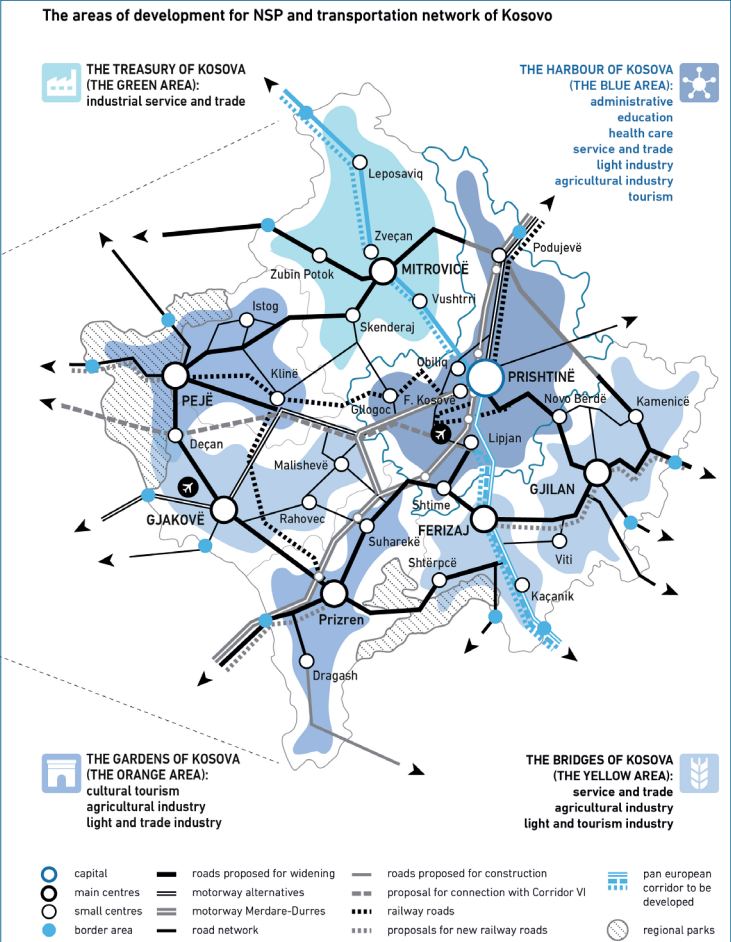 The areas of development for NSP and transportation network of Kosovo
THE TREASURY OF KOSOVA
(THE GREEN AREA):
industrial service and trade
THE HARBOUR OF KOSOVA
(THE BLUE AREA):
administrative
education
health care
service and trade
light industry
agricultural industry
tourism
Leposaviq
Zveçan
Podujevë
Zubin Potok
MITROVICË
Vushtrri
Istog
Skenderaj
Obiliq
Klinë
PRISHTINË
PEJË
Gllogoc
F. Kosovë
Novo Bërdë
Kamenicë
Deçan
Lipjan
Malishevë
GJILAN
GJAKOVË
Rahovec
Shtime
FERIZAJ
Suharekë
Viti
Shtërpcë
Kaçanik
Prizren
Dragash
THE GARDENS OF KOSOVA
(THE ORANGE AREA):
cultural tourism
agricultural industry
light and trade industry
THE BRIDGES OF KOSOVA
(THE YELLOW AREA):
service and trade
agricultural industry
light and tourism industry
capital
main centres
small centres
border area
roads proposed for widening
motorway alternatives
motorway Merdare-Durres
road network
roads proposed for construction
proposal for connection with Corridor VI
railway roads
proposals for new railway roads
pan european
corridor to be
developed
regional parks